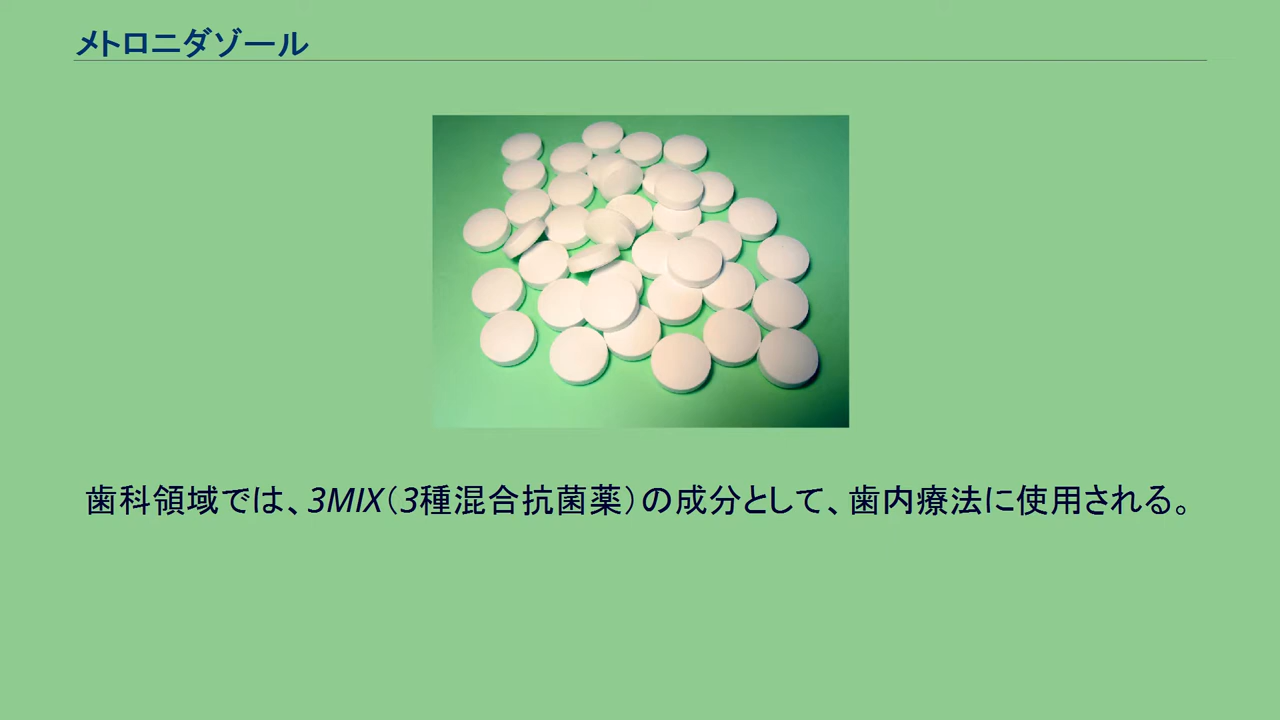 メトロニダゾール
歯科領域では、3MIX（3種混合抗菌薬）の成分として、歯内療法に使用される。